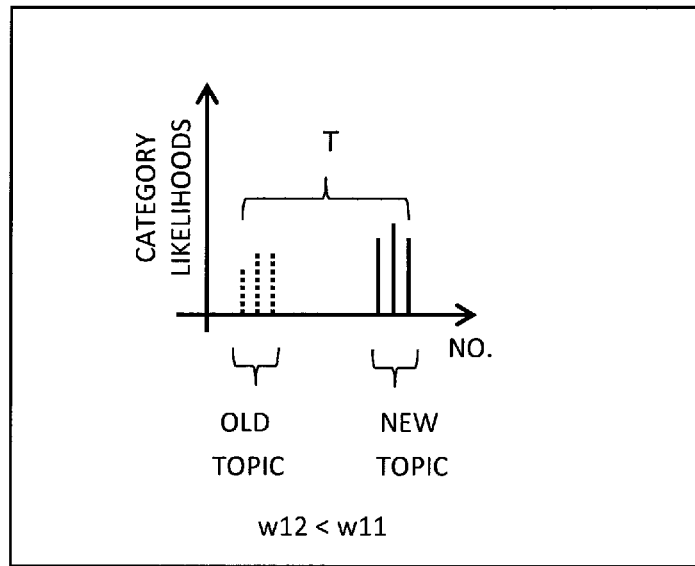 CATEGORY
LIKELIHOODS
T
NO.
OLD
TOPIC
NEW
TOPIC
w12 < w11